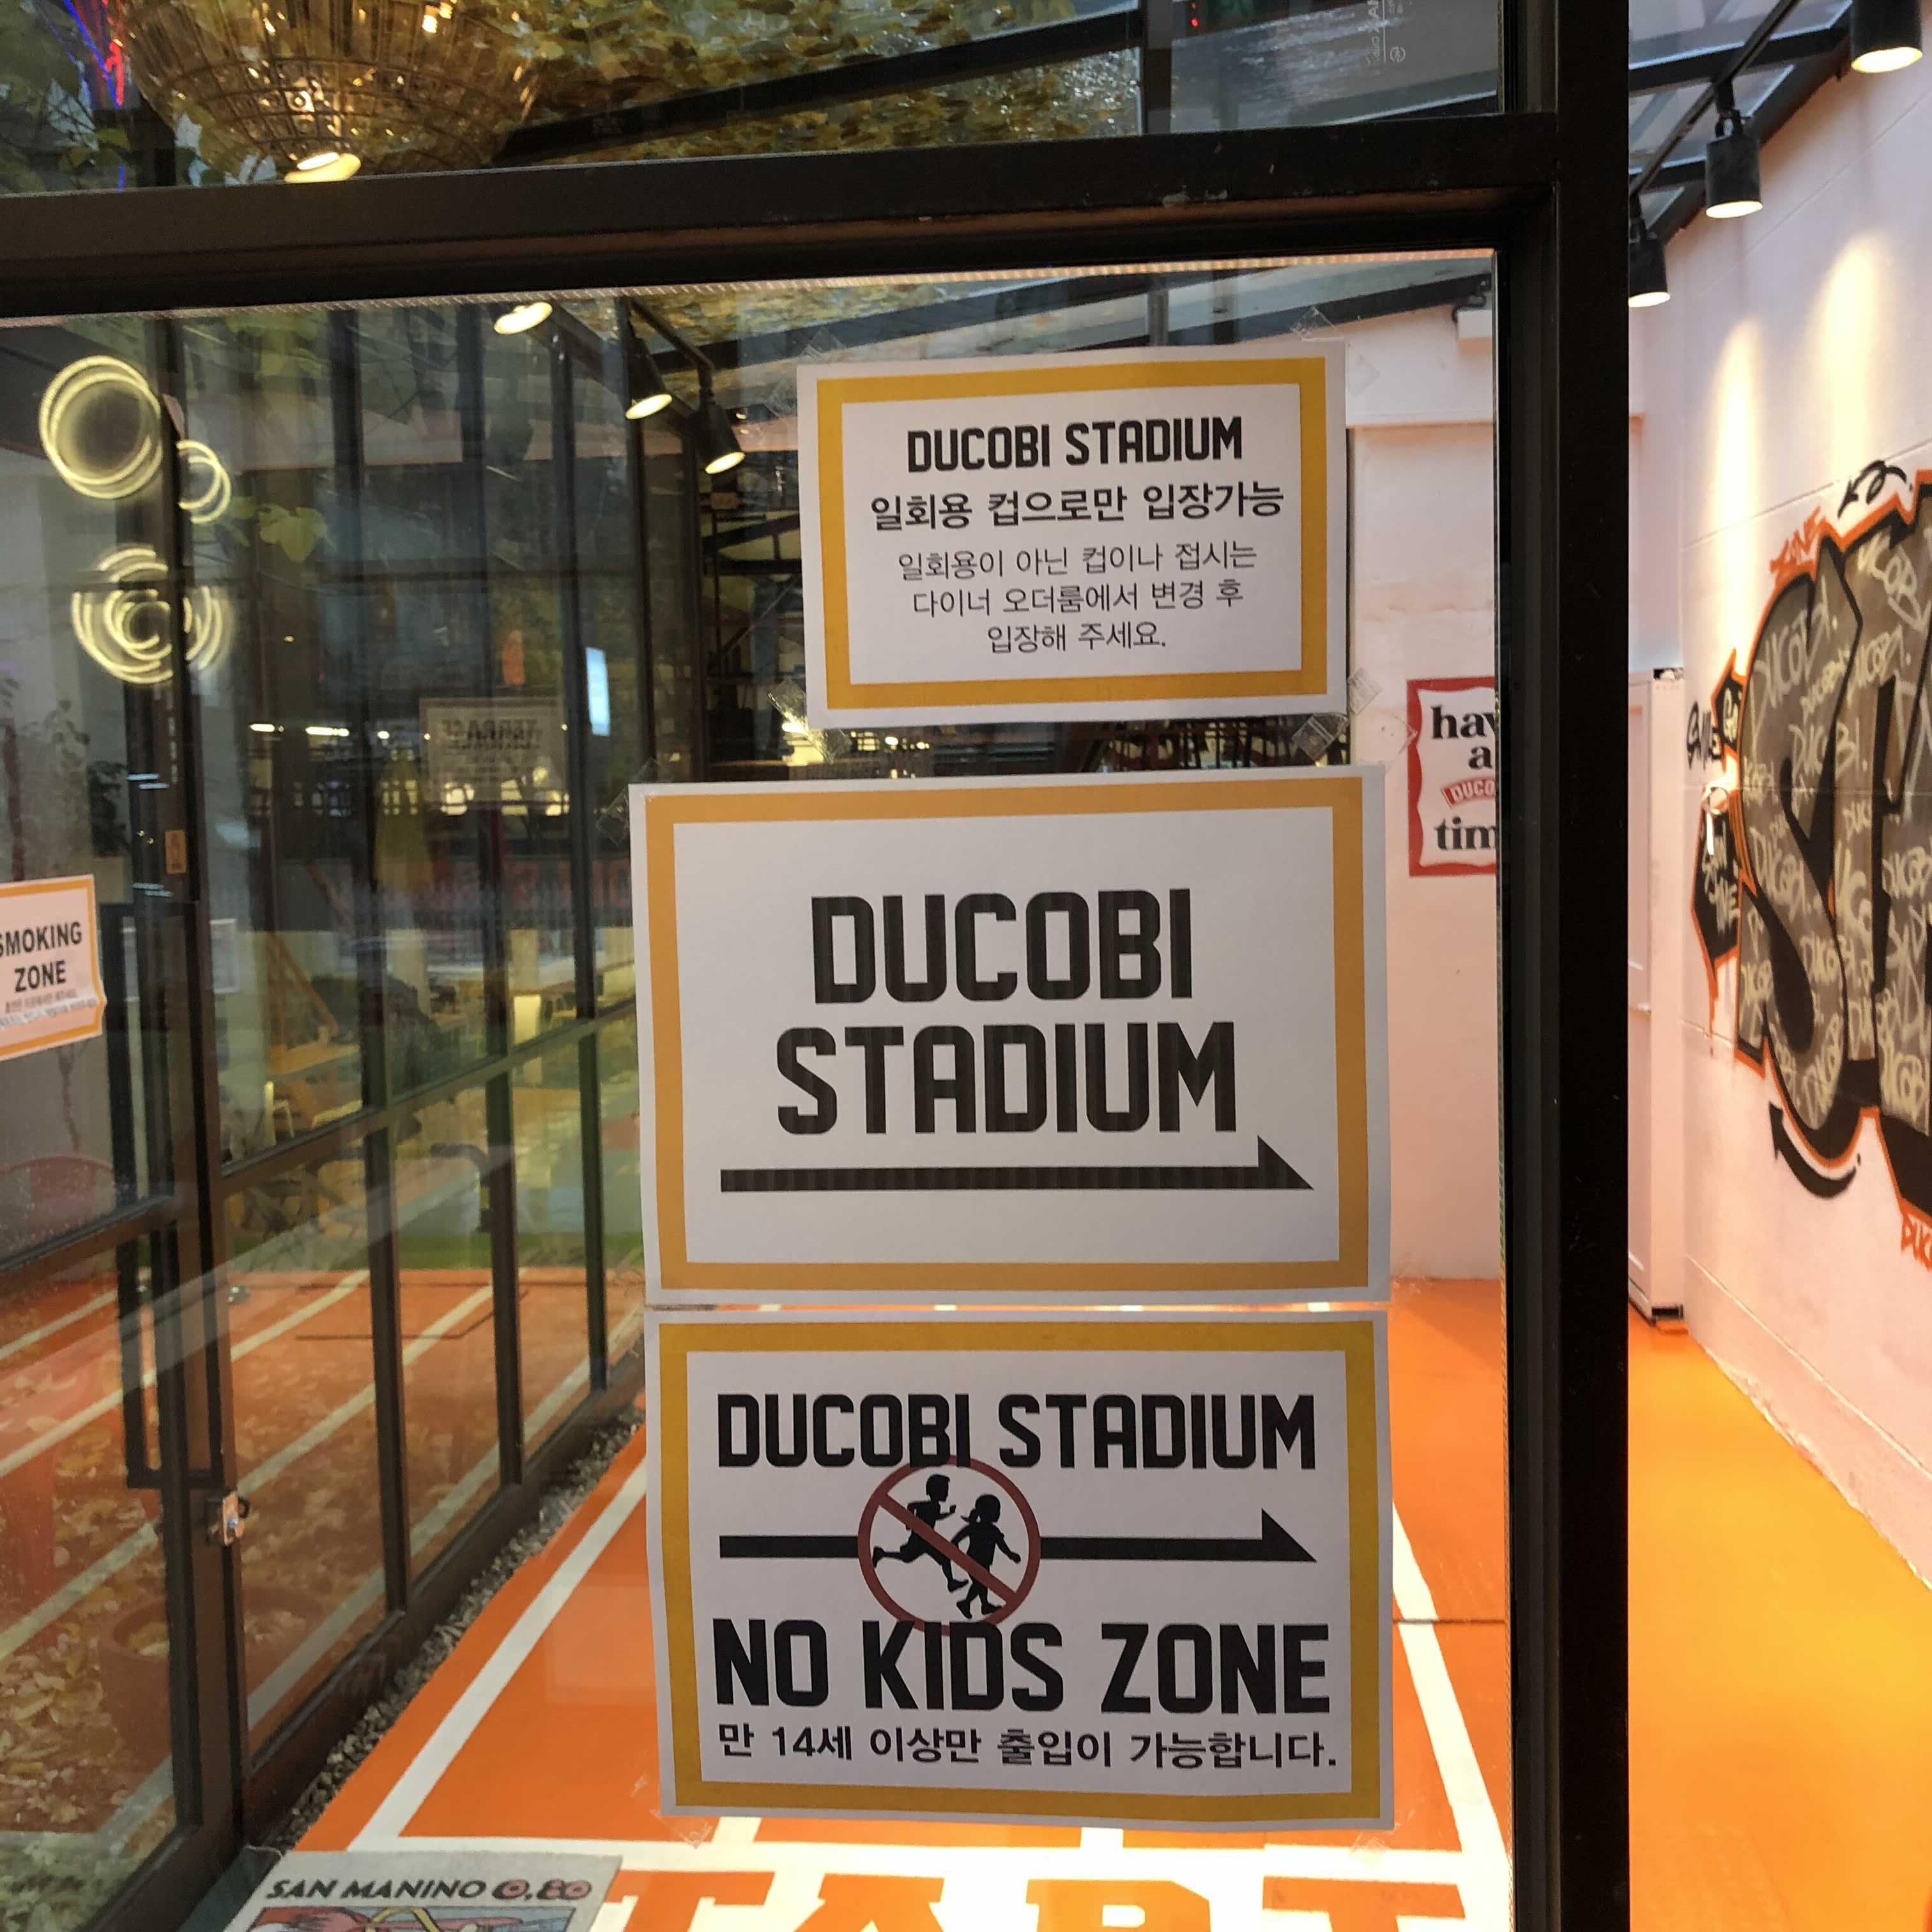 DUCOBI STADIUM
일회용 컵으로만 입장가능
일회용이 아닌 컵이나 접시는
다이너 오더룸에서 변경 후
입장해 주세요.
DUCOBI
STADIUM
DUCOBI STADIUM
NO KIDS ZONE
만 14세 이상만 출입이 가능합니다.
SMOKING
ZONE
a
SAN MANINO 0.80